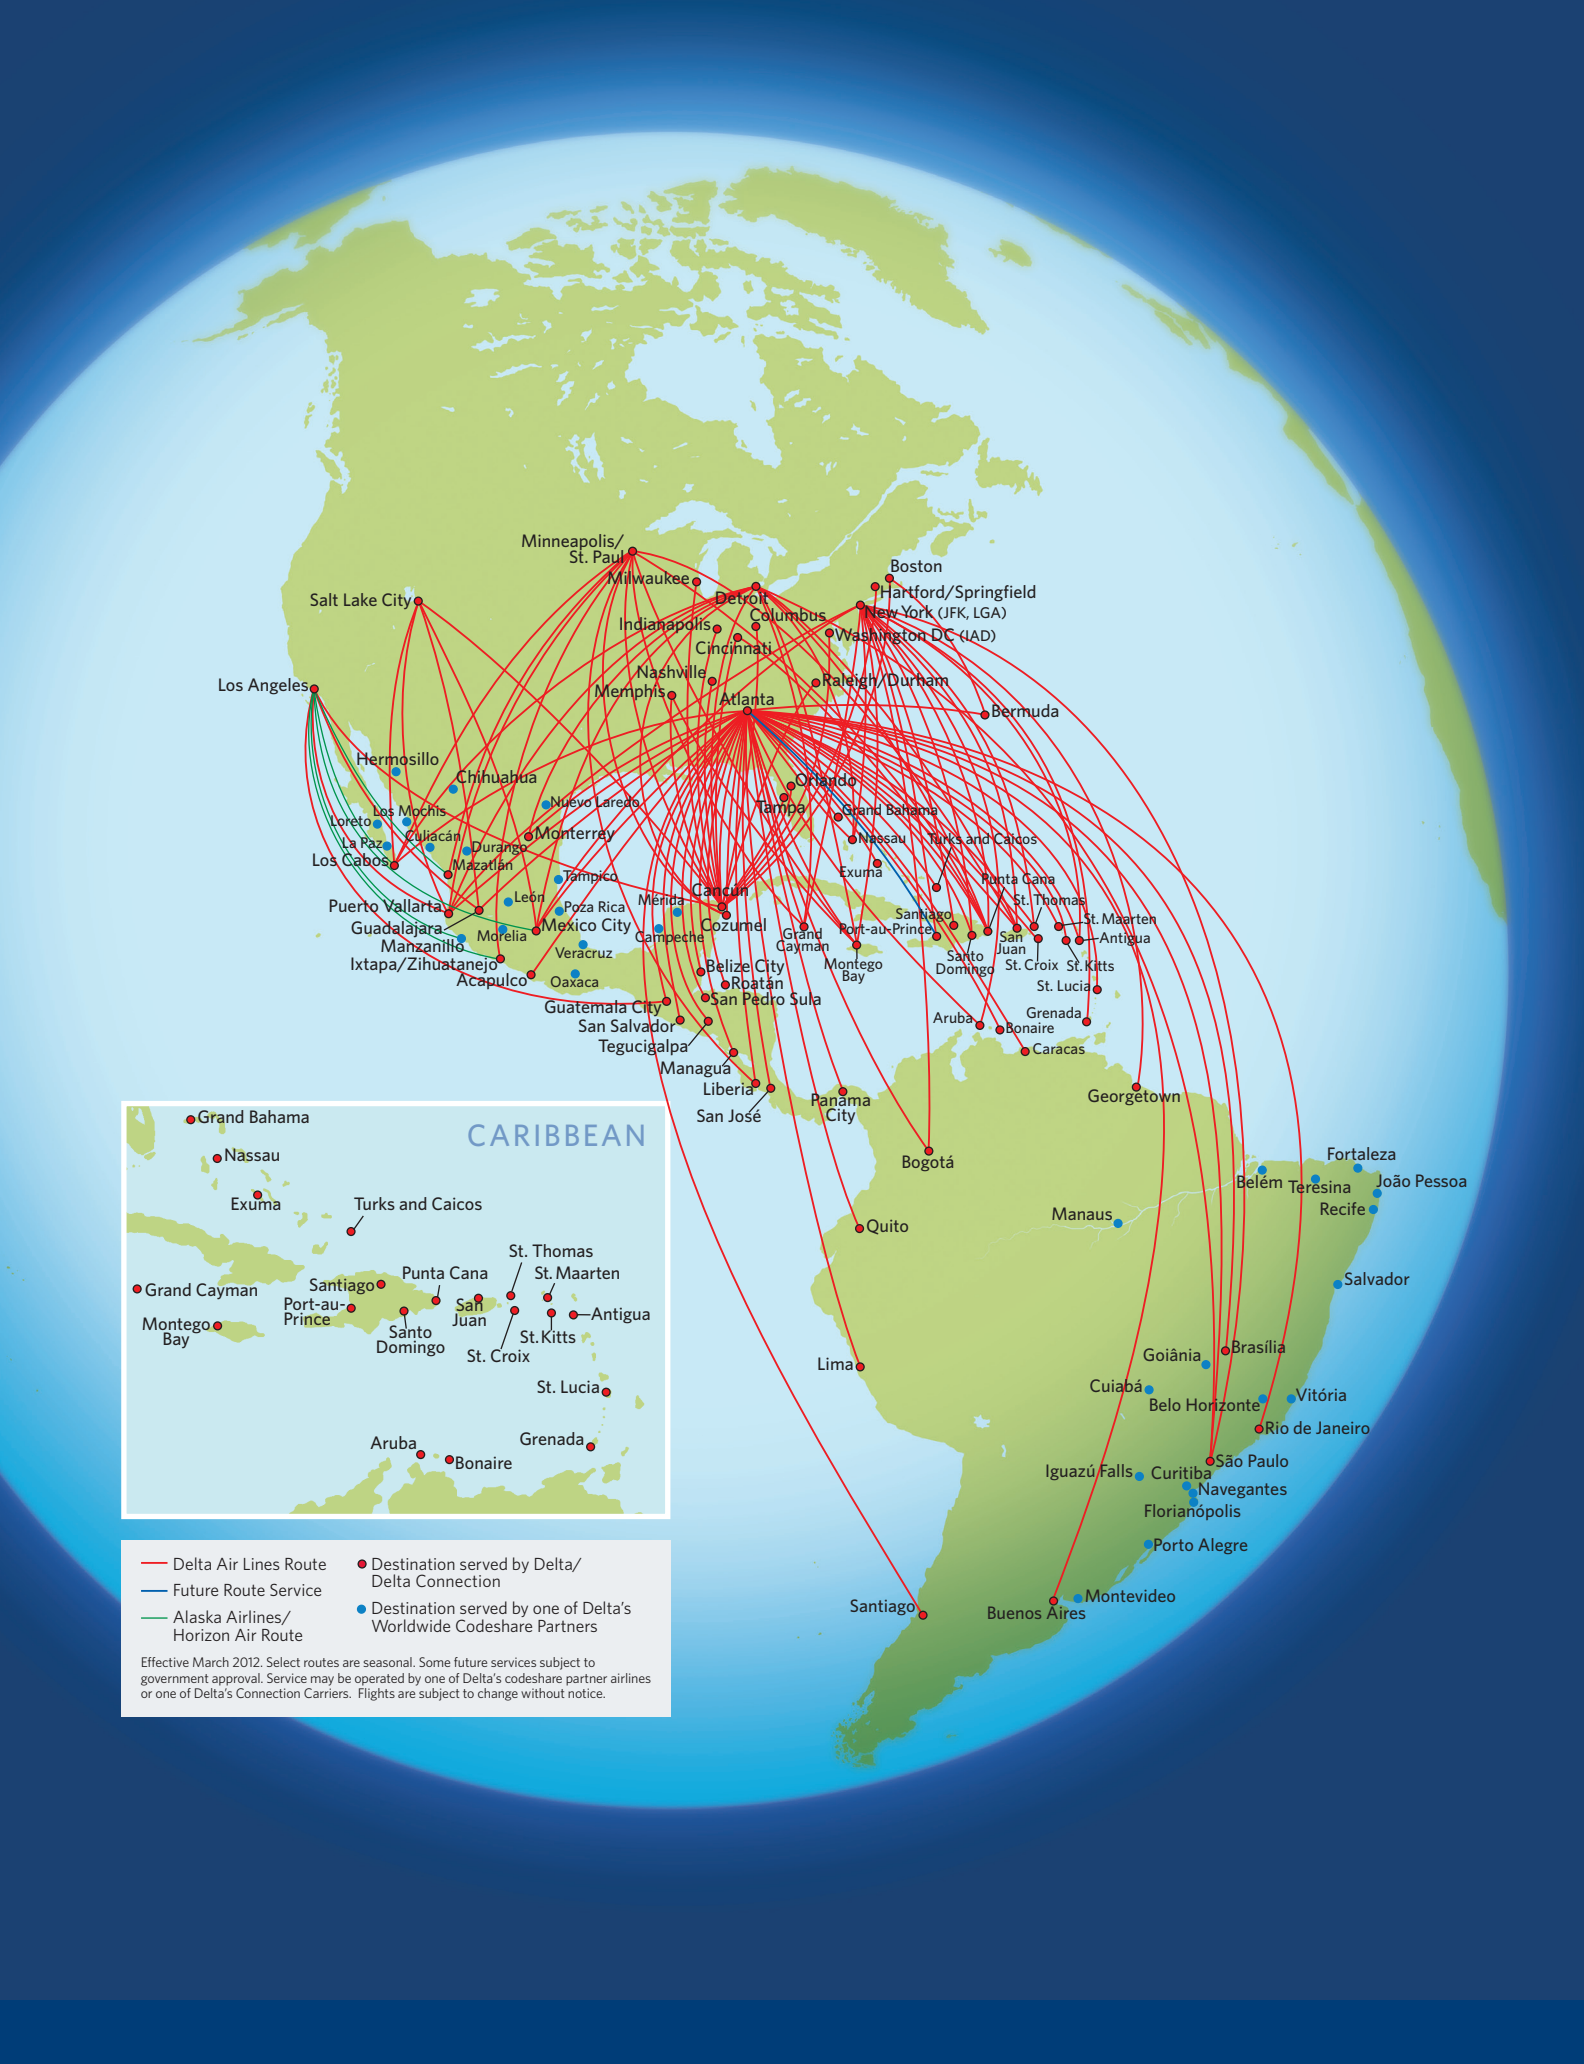 Minneapolis/
St. Paul
Milwaukee
Boston
Hartford/Springfield
Detroit
Salt Lake City
New York (JFK, LGA)
Columbus
Indianapolis
Washington DC (IAD)
Cincinnati
Nashville
Raleigh/Durham
Los Angeles
Memphis
Atlanta
Bermuda
Hermosillo
Chihuahua
Orlando
Nuevo Laredo
Tampa
Grand Bahama
Los Mochis
Loreto
Culiacán
Monterrey
Nassau
Turks and Caicos
La Paz
Durango
Los Cabos
Mazatlán
Exuma
Tampico
Punta Cana
Cancún
León
Mérida
St. Thomas
Puerto Vallarta
Poza Rica
Santiago
St. Maarten
Guadalajara
Mexico City
Cozumel
Port-au-Prince
Morelia
Campeche
Grand
Cayman
San
Juan
Antigua
Manzanillo
Veracruz
Santo
Domingo
Ixtapa/Zihuatanejo
Belize City
Montego
Bay
St. Croix
St. Kitts
Acapulco
Oaxaca
Roatán
St. Lucia
San Pedro Sula
Guatemala City
Grenada
San Salvador
Aruba
Bonaire
Tegucigalpa
Caracas
Managua
Liberia
Panama
City
Georgetown
San José
Bogotá
Fortaleza
Belém
Teresina
João Pessoa
Recife
Manaus
Quito
Salvador
Brasília
Goiânia
Lima
Cuiabá
Vitória
Belo Horizonte
Rio de Janeiro
São Paulo
Iguazú Falls
Curitiba
Navegantes
Florianópolis
Porto Alegre
Montevideo
Santiago
Buenos Aires
CARIBBEAN
Grand Bahama
Nassau
Exuma
Turks and Caicos
St. Thomas
Punta Cana
St. Maarten
Grand Cayman
Santiago
Port-au-
Prince
San
Juan
Antigua
Montego
Bay
Santo
Domingo
St. Kitts
St. Croix
St. Lucia
Aruba
Grenada
Bonaire
Delta Air Lines Route
Future Route Service
Alaska Airlines/
Horizon Air Route
Destination served by Delta/
Delta Connection
Destination served by one of Delta's
Worldwide Codeshare Partners
Effective March 2012. Select routes are seasonal. Some future services subject to
government approval. Service may be operated by one of Delta's codeshare partner airlines
or one of Delta's Connection Carriers. Flights are subject to change without notice.